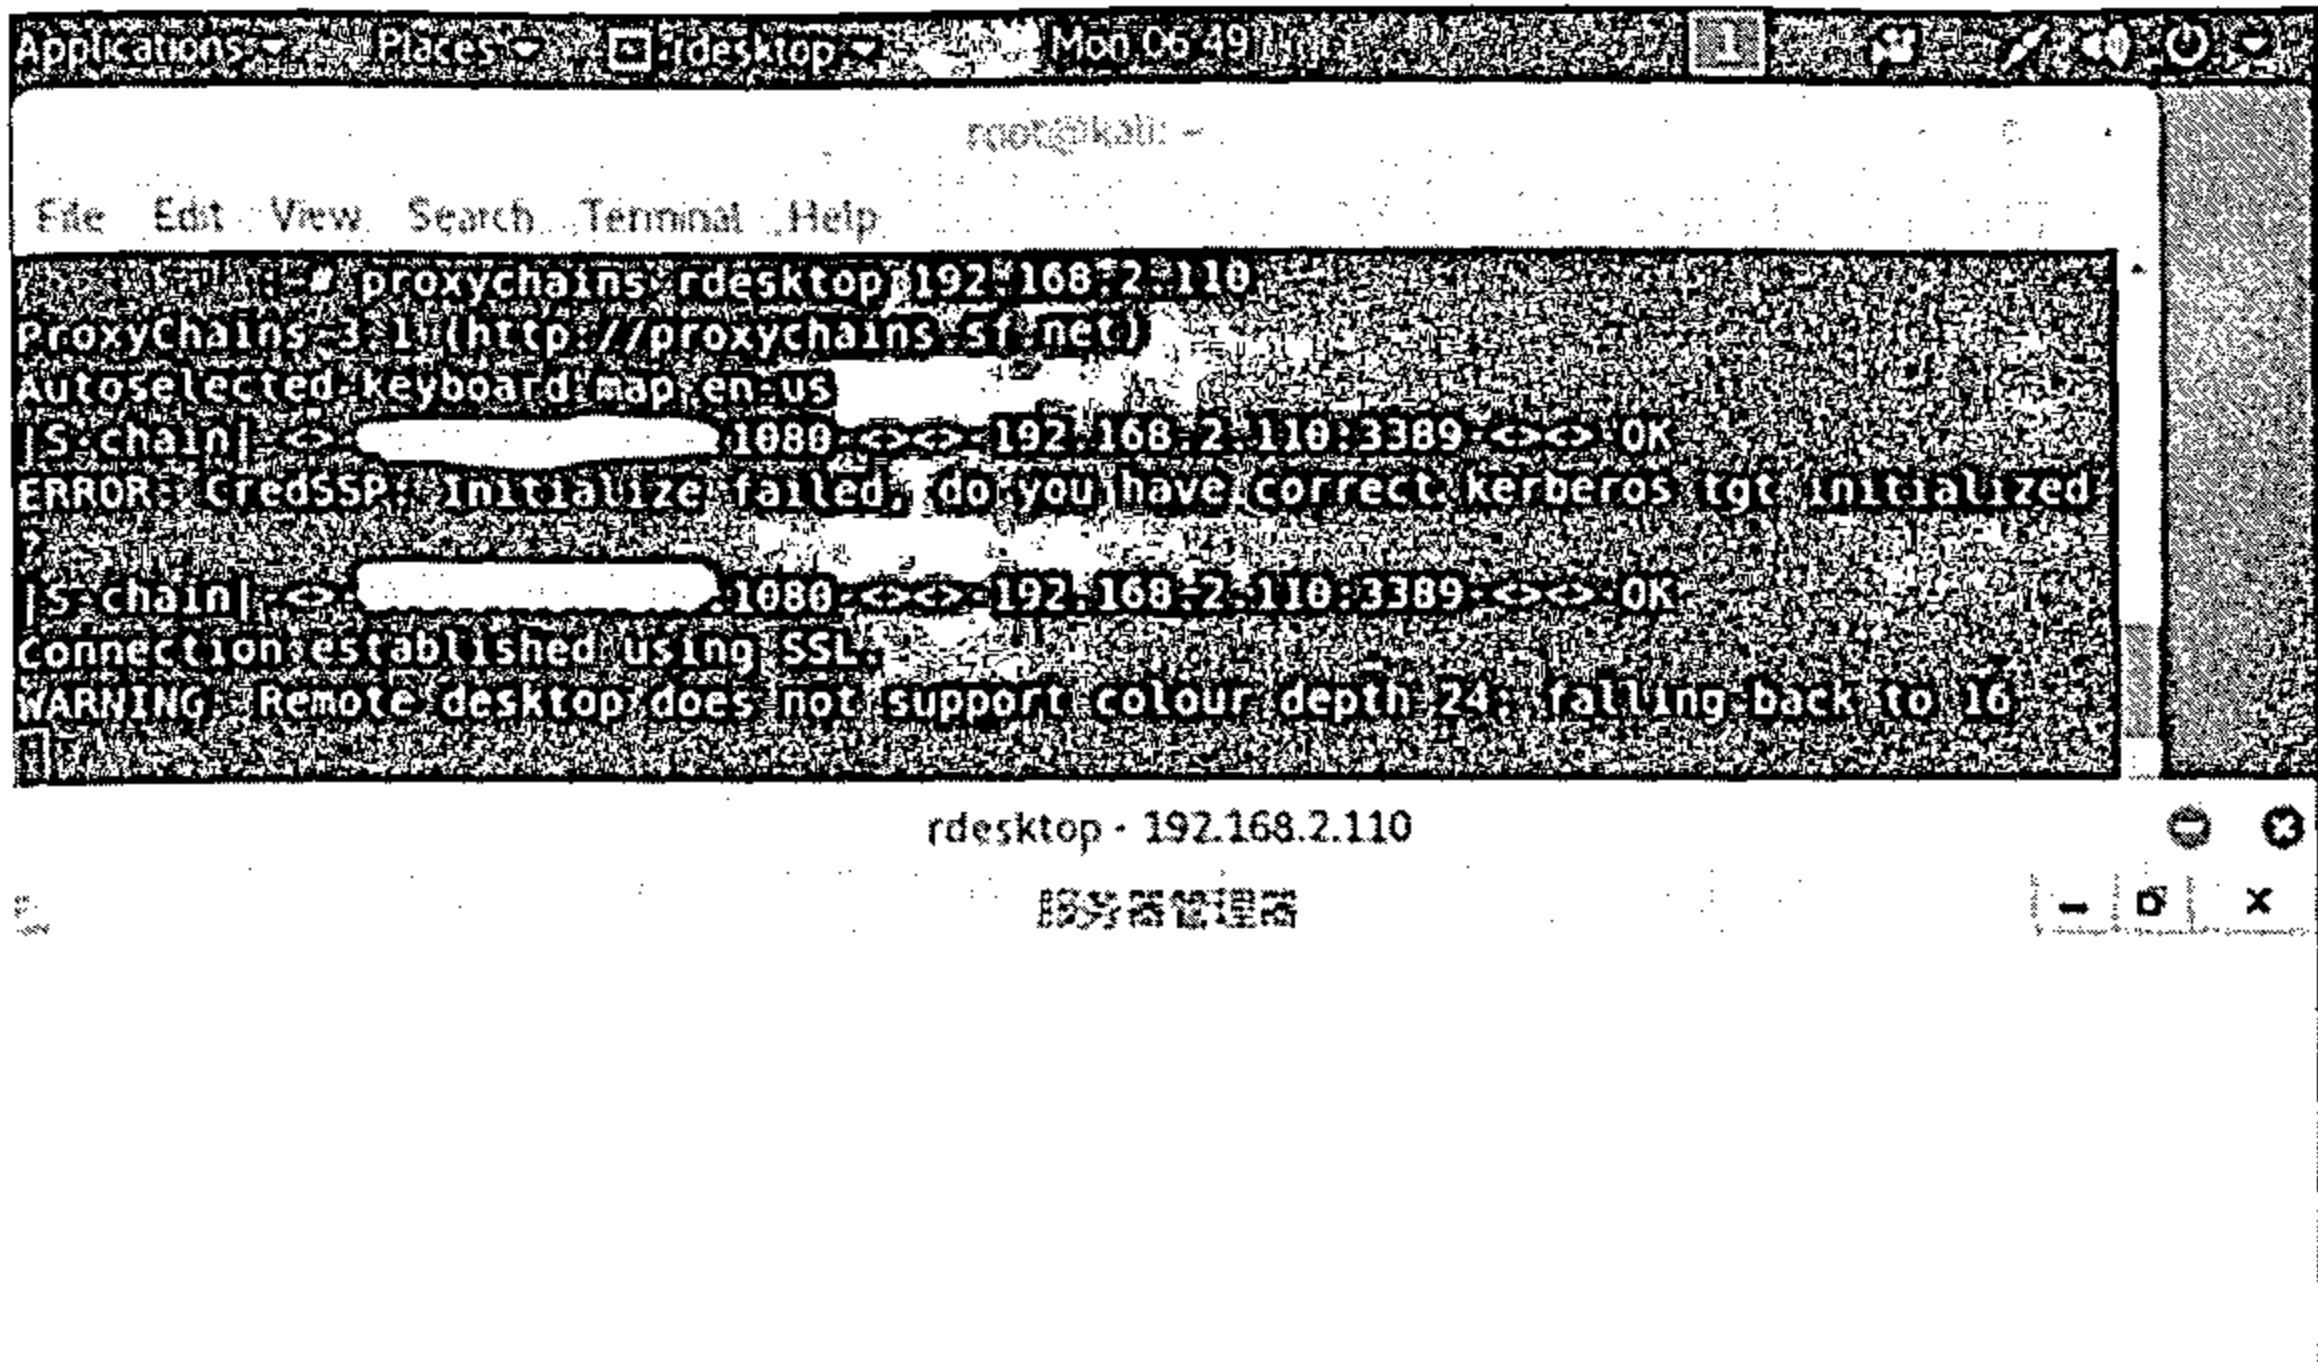 Applications Places rdesktop Mon 06:49 1
root@kali: ~
File Edit View Search Terminal Help
:~# proxychains rdesktop 192.168.2.110
ProxyChains-3.1 (http://proxychains.sf.net)
Autoselected keyboard map en-us
|S-chain|-<>- :1080-<><>-192.168.2.110:3389-<><>-OK
ERROR: CredSSP: Initialize failed, do you have correct kerberos tgt initialized
?
|S-chain|-<>- :1080-<><>-192.168.2.110:3389-<><>-OK
Connection established using SSL.
WARNING: Remote desktop does not support colour depth 24; falling back to 16
rdesktop - 192.168.2.110
服务器管理器